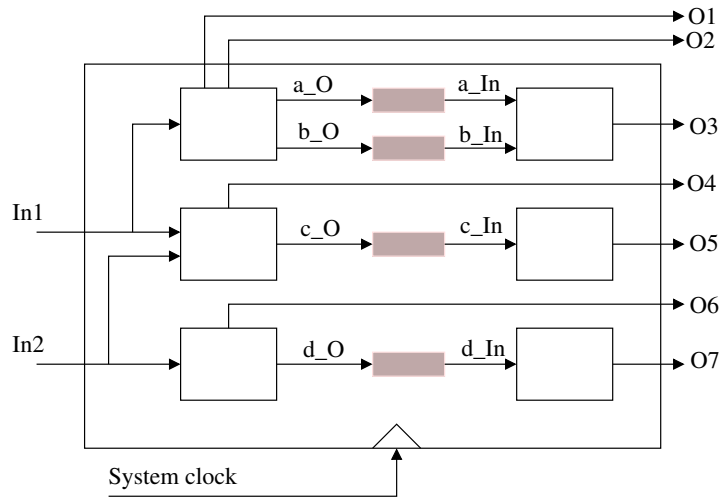 O1
O2
a_O
a_In
O3
b_O
b_In
O4
In1
c_O
c_In
O5
O6
In2
d_O
d_In
O7
System clock